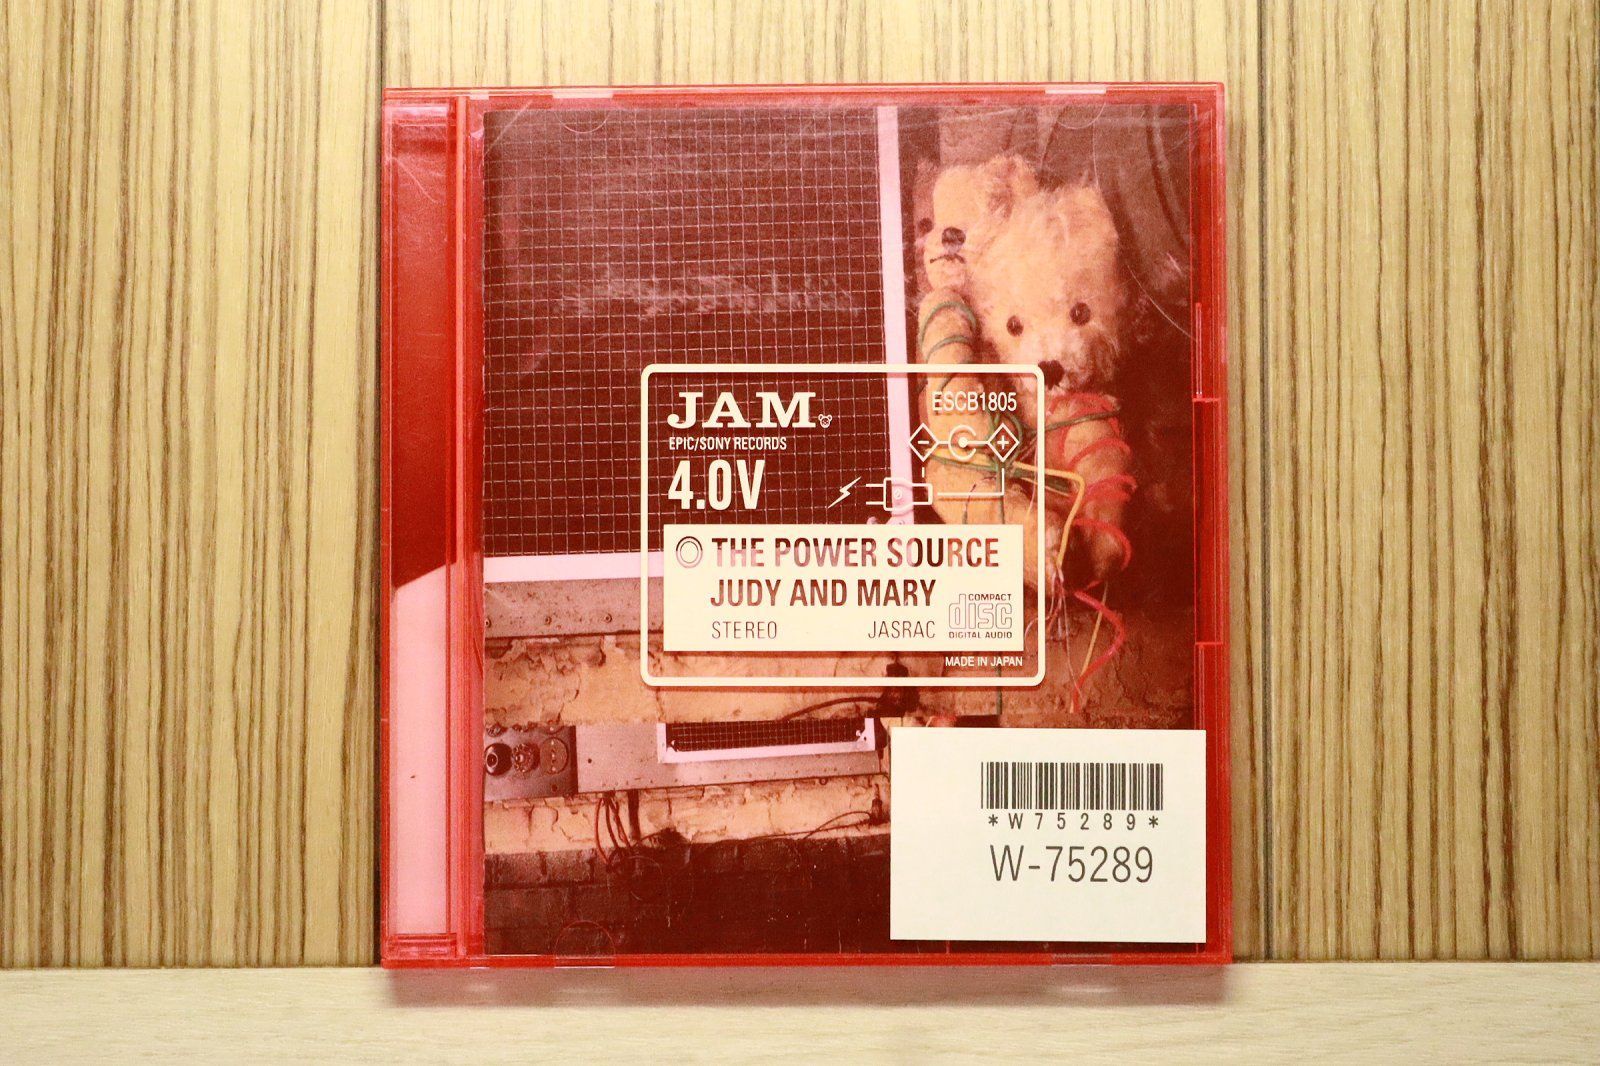 JAM
ESCB1805
EPIC/SONY RECORDS
4.0V
THE POWER SOURCE
JUDY AND MARY
STEREO
JASRAC
COMPACT
disc
DIGITAL AUDIO
MADE IN JAPAN
*W75289*
W-75289